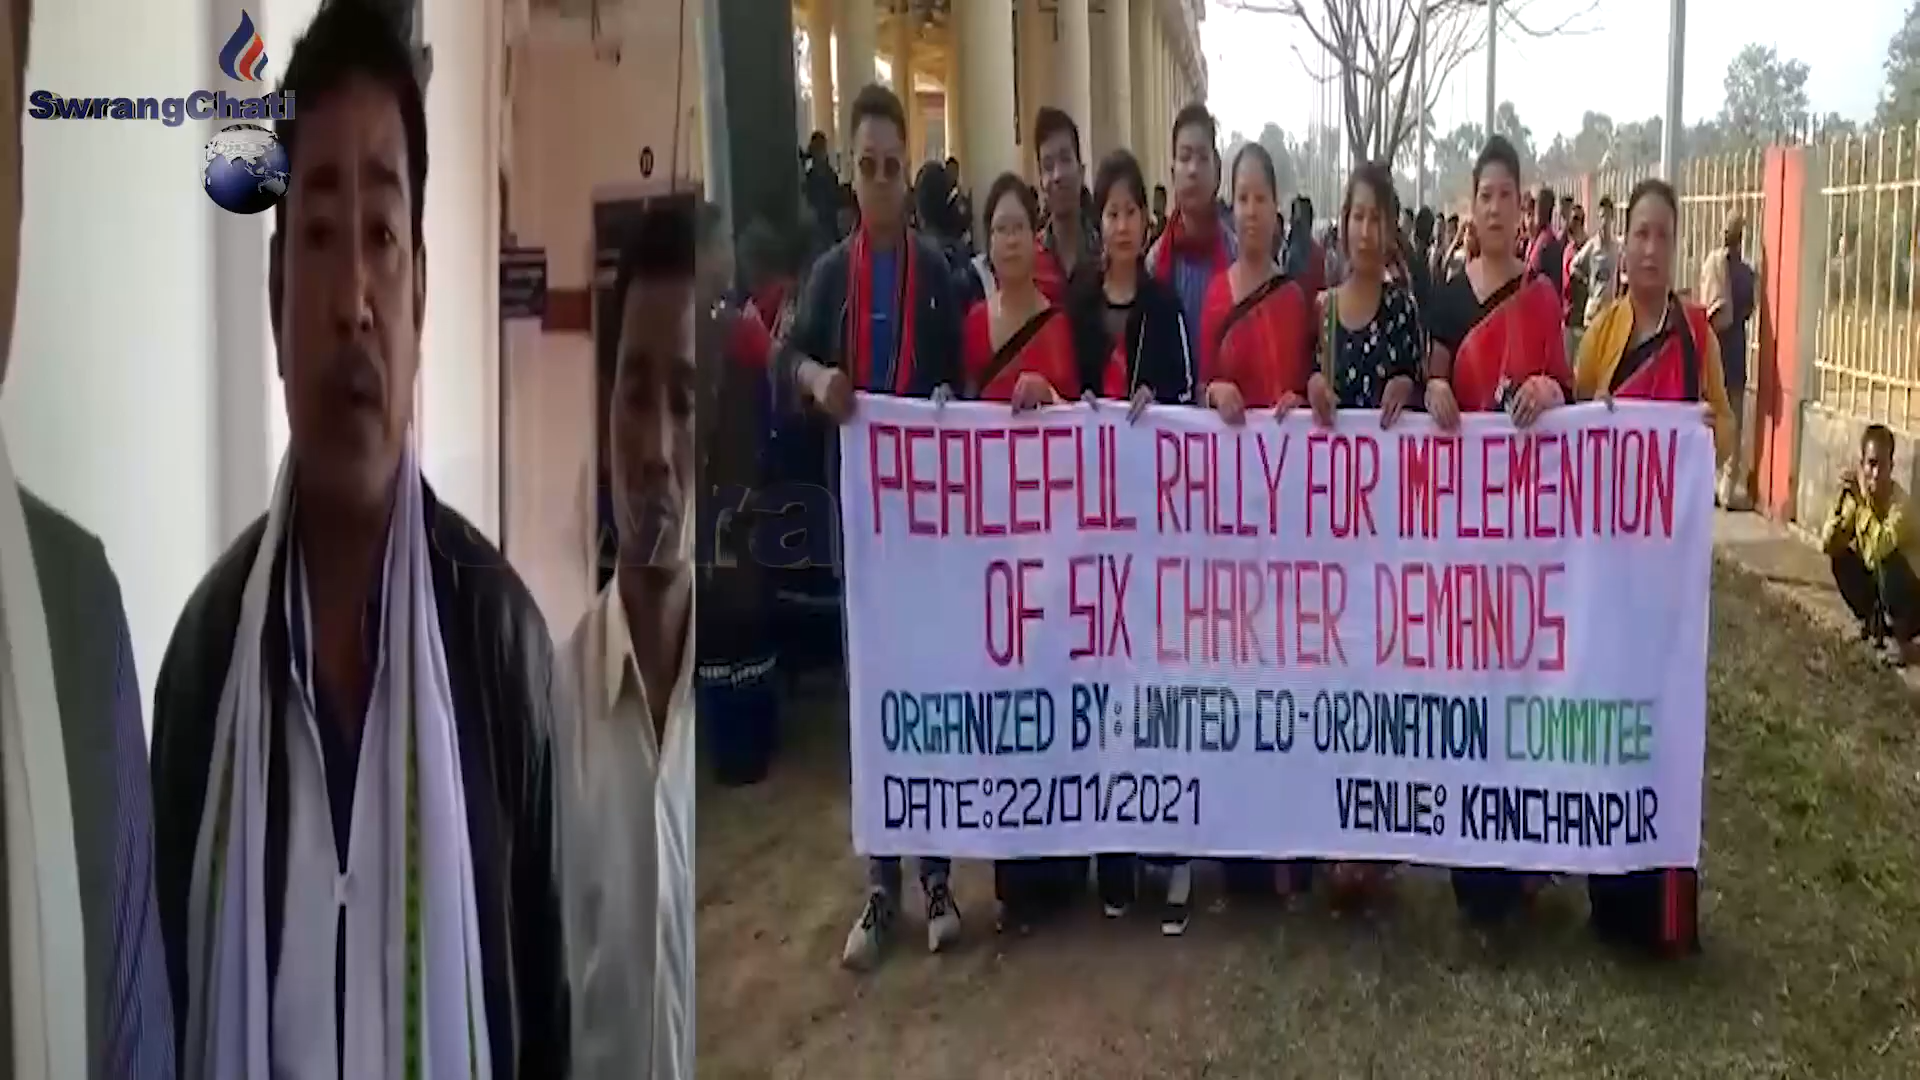 SwrangChati
PEACEFUL RALLY FOR IMPLEMENTION
OF SIX CHARTER DEMANDS
ORGANIZED BY: UNITED CO-ORDINATION COMMITEE
DATE:22/01/2021 VENUE: KANCHANPUR